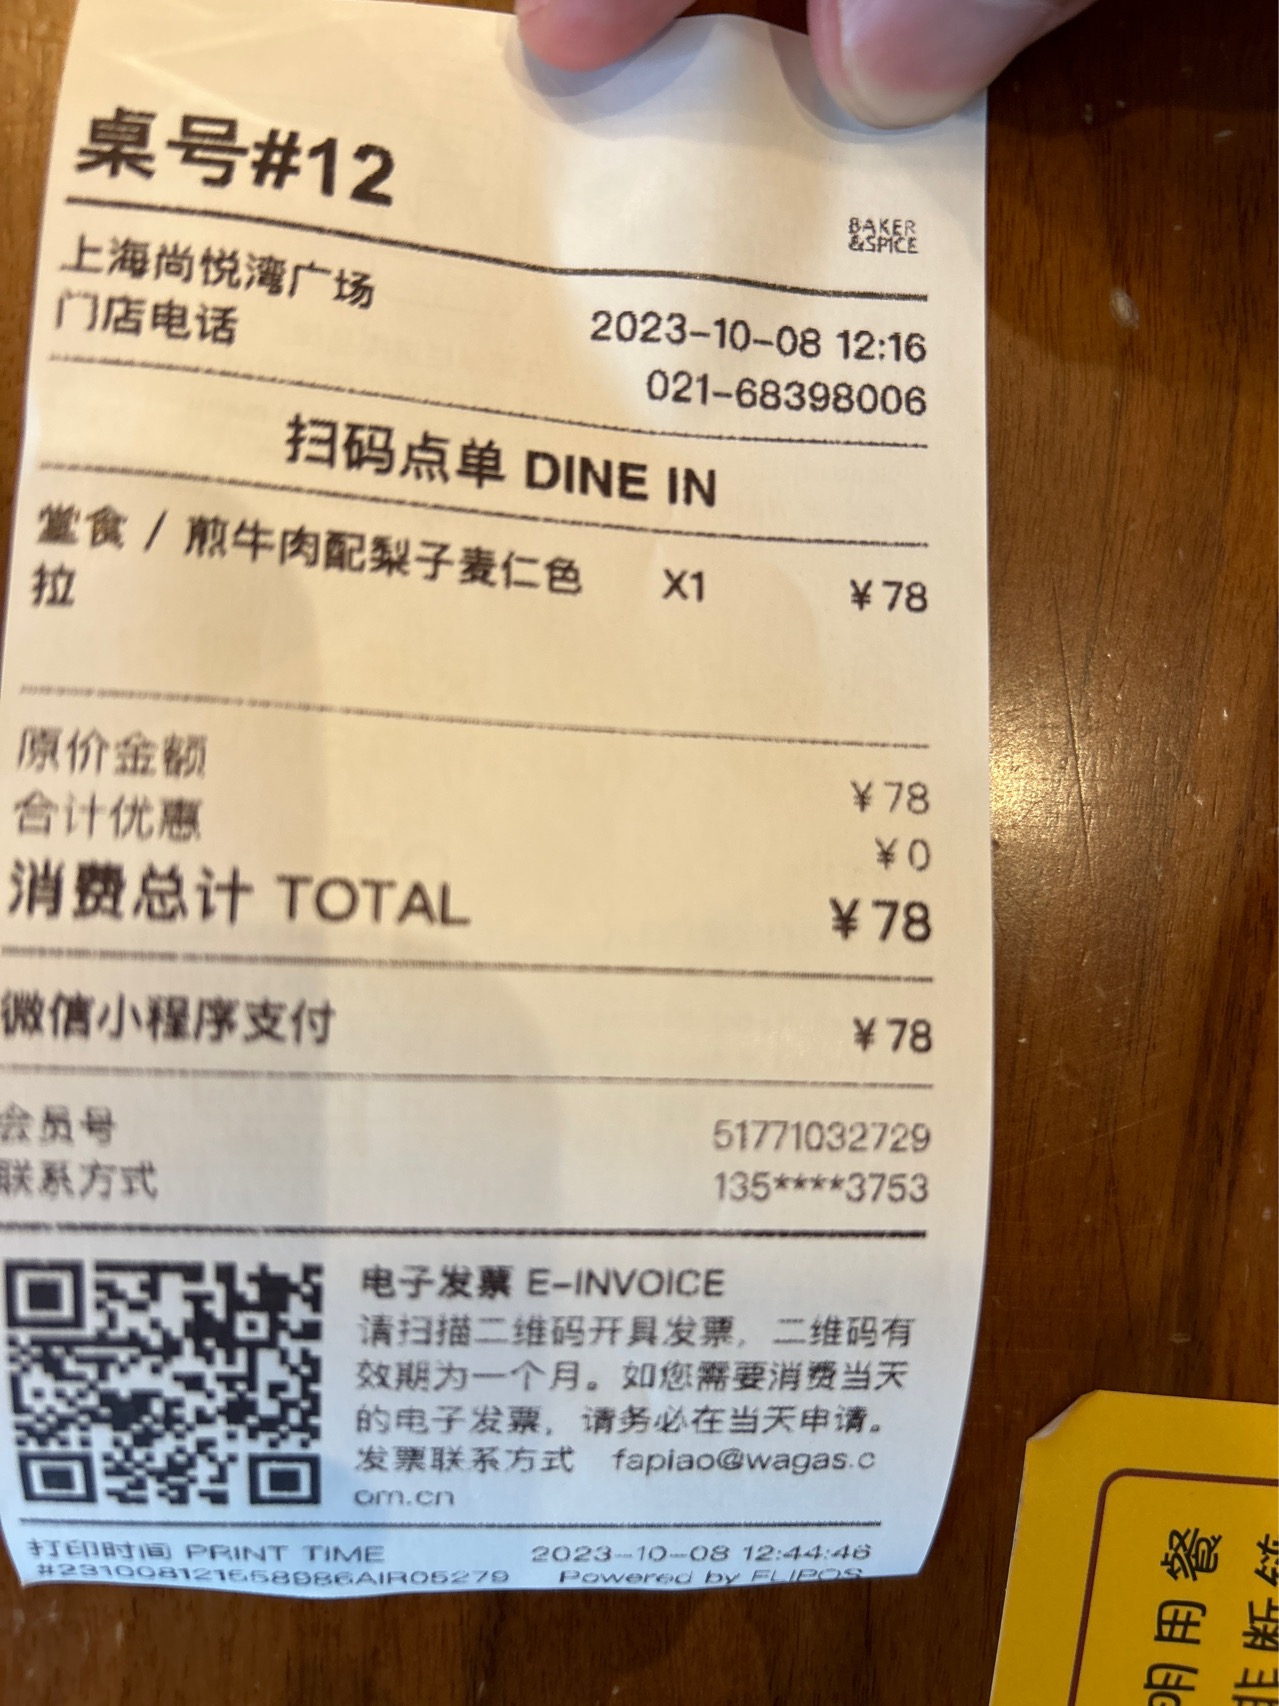 桌号#12
BAKER
&SPICE
上海尚悦湾广场 2023-10-08 12:16
门店电话 021-68398006
扫码点单 DINE IN
堂食 / 煎牛肉配梨子麦仁色 X1 ¥78
拉
原价金额 ¥78
合计优惠 ¥0
消费总计 TOTAL ¥78
微信小程序支付 ¥78
会员号 51771032729
联系方式 135****3753
电子发票 E-INVOICE
请扫描二维码开具发票，二维码有
效期为一个月。如您需要消费当天
的电子发票，请务必在当天申请。
发票联系方式 fapiao@wagas.c
om.cn
打印时间 PRINT TIME 2023-10-08 12:44:46
Powered by FLIPOS
用餐